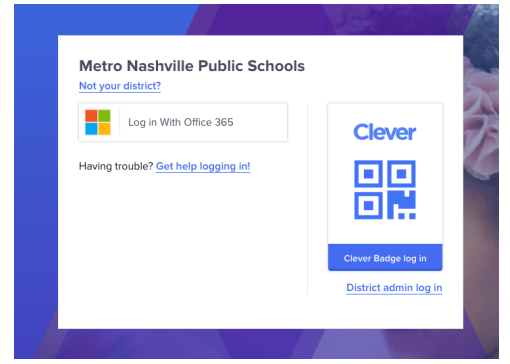 Metro Nashville Public Schools
Not your district?
Log in With Office 365
Having trouble? Get help logging in!
Clever
Clever Badge log in
District admin log in